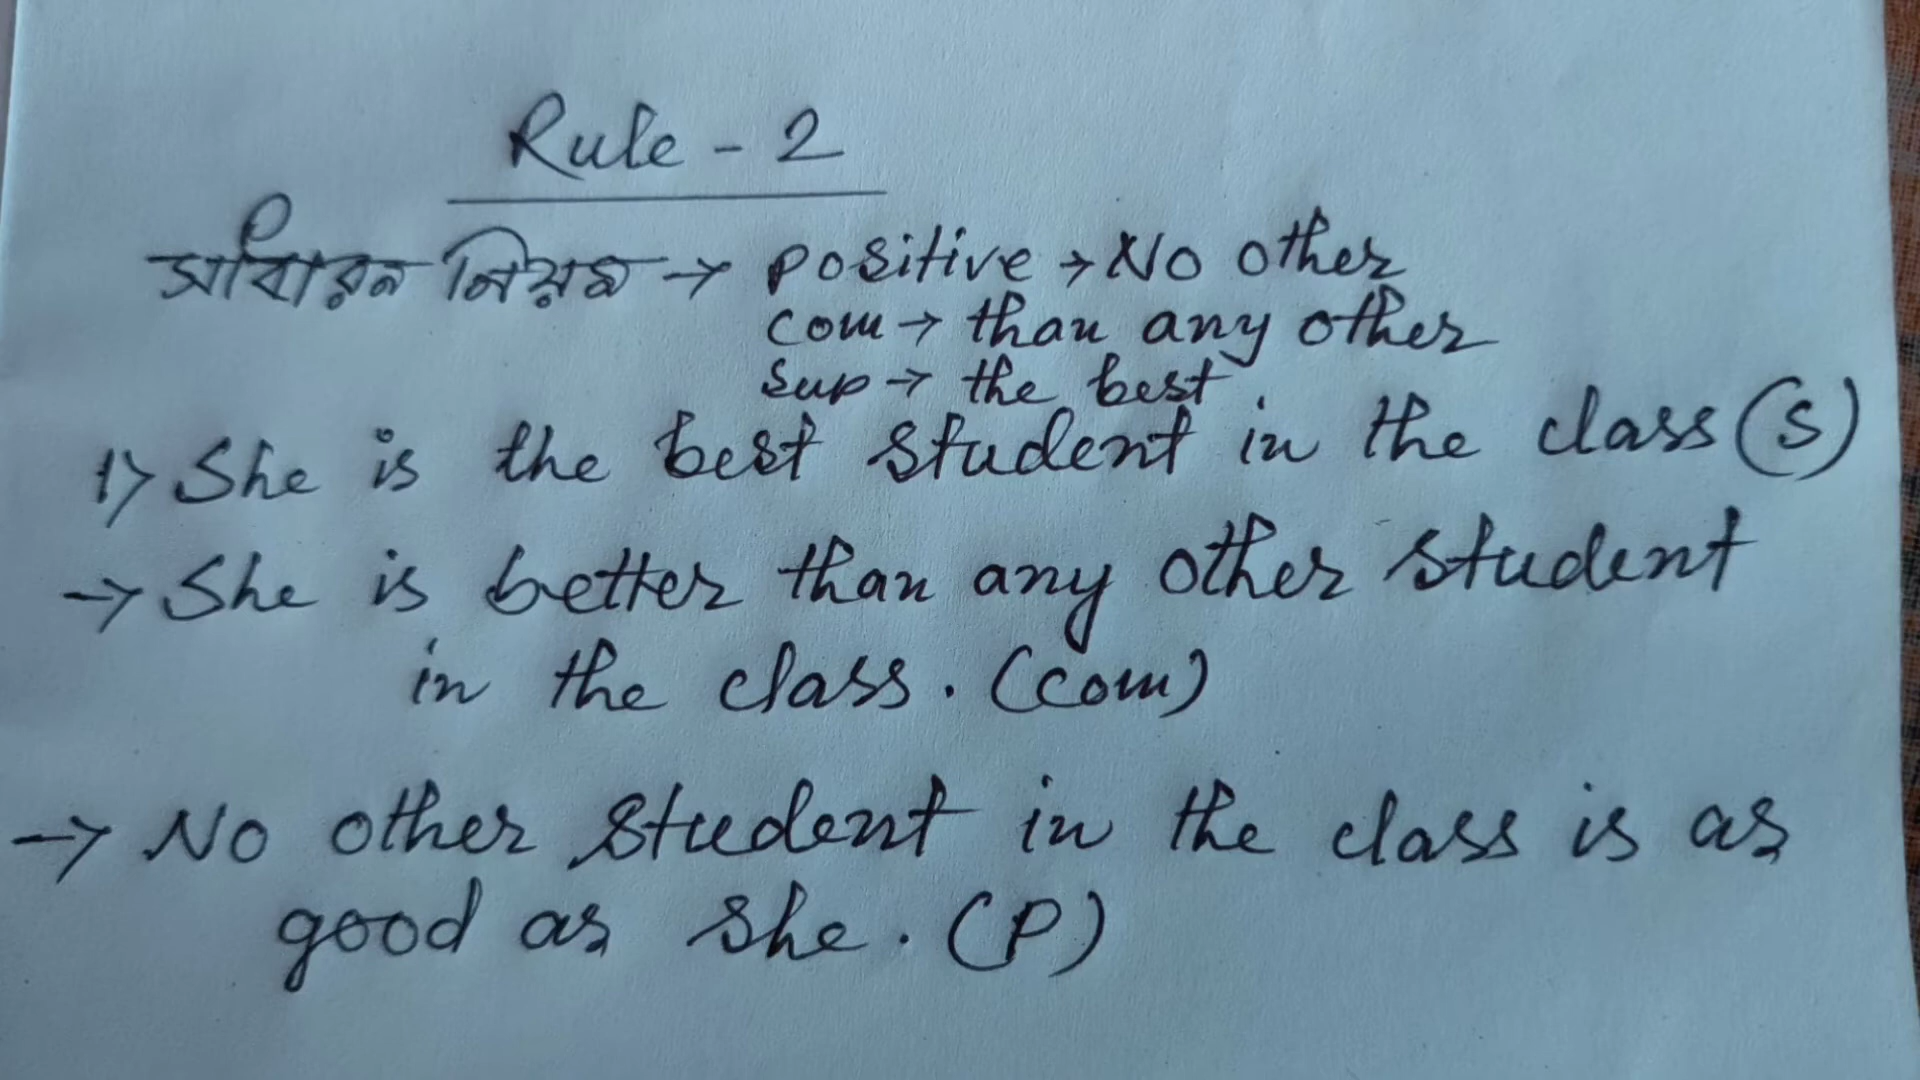 Rule - 2
সাধারন নিয়ম → positive → No other
com → than any other
sup → the best
1) She is the best student in the class (s)
→ She is better than any other student
in the class. (com)
→ No other student in the class is as
good as she. (P)